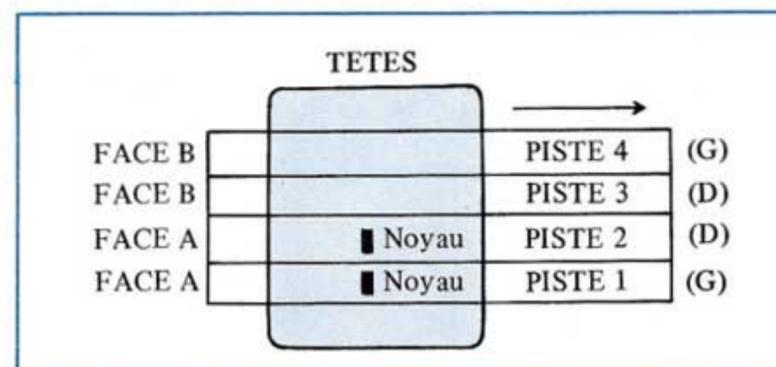 TETES
FACE B PISTE 4 (G)
FACE B PISTE 3 (D)
FACE A Noyau PISTE 2 (D)
FACE A Noyau PISTE 1 (G)